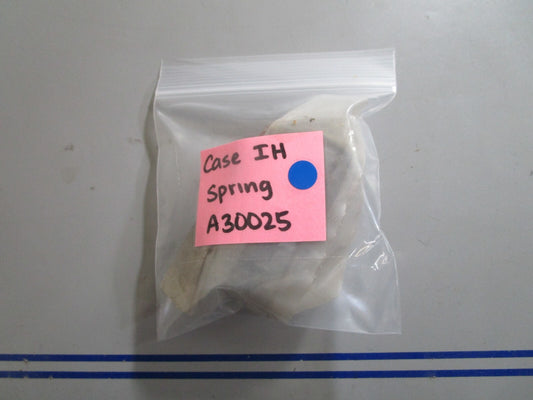 Case IH
Spring
A30025